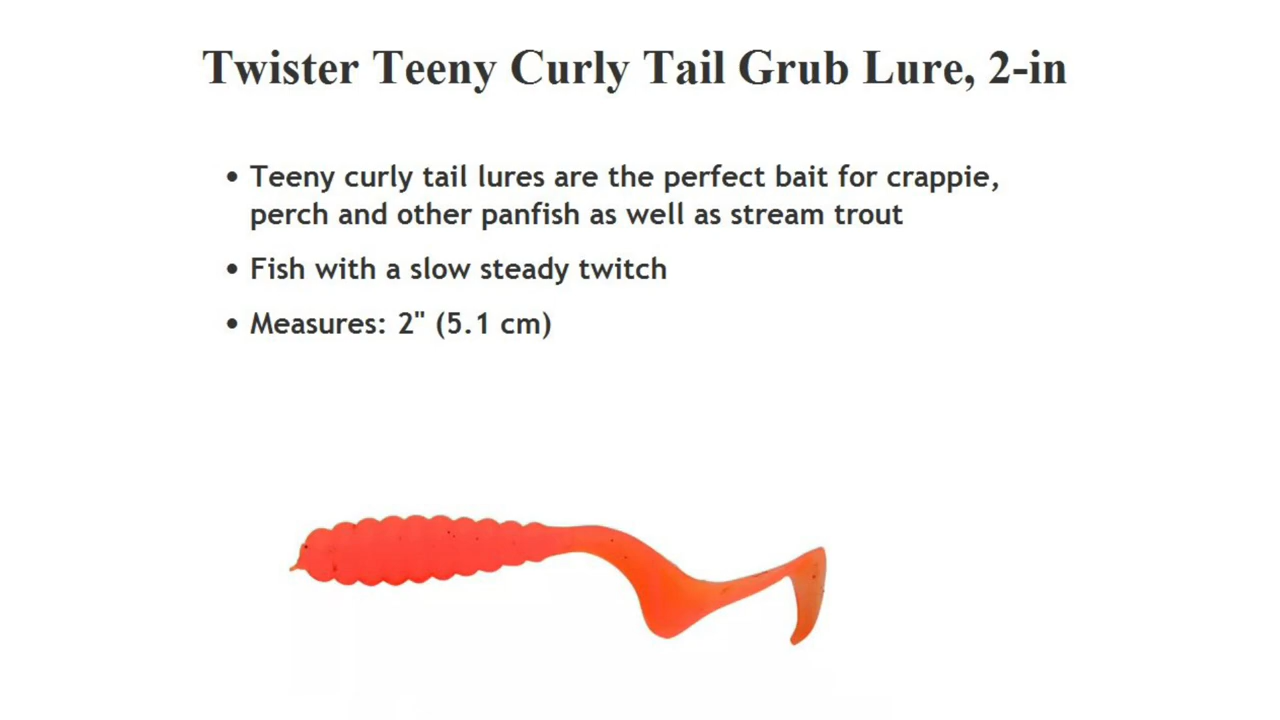 Twister Teeny Curly Tail Grub Lure, 2-in
• Teeny curly tail lures are the perfect bait for crappie,
perch and other panfish as well as stream trout
• Fish with a slow steady twitch
• Measures: 2" (5.1 cm)